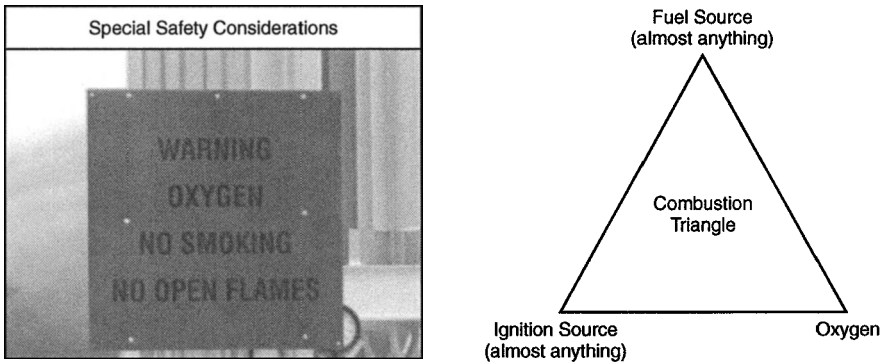 Special Safety Considerations
WARNING
OXYGEN
NO SMOKING
NO OPEN FLAMES
Fuel Source
(almost anything)
Combustion
Triangle
Ignition Source
(almost anything)
Oxygen